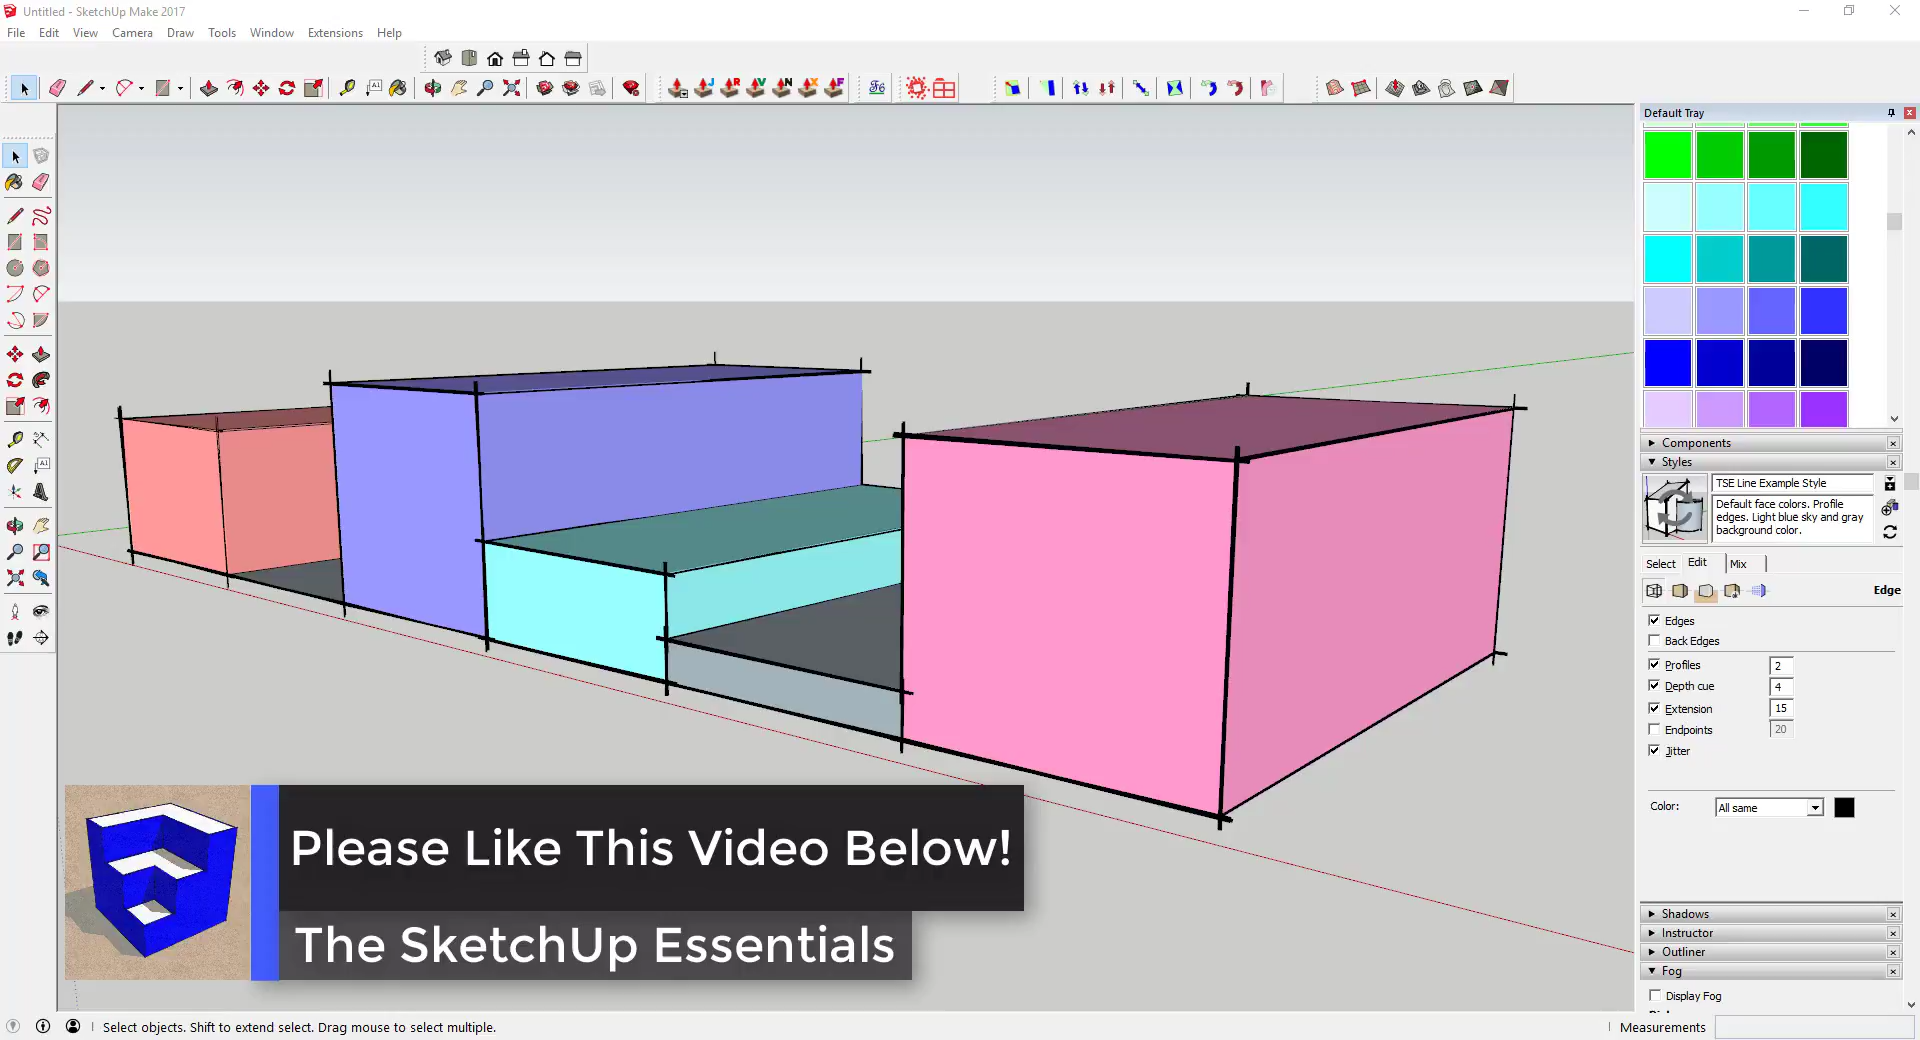 Untitled - SketchUp Make 2017
File Edit View Camera Draw Tools Window Extensions Help
Default Tray
Components
Styles
TSE Line Example Style
Default face colors. Profile
edges. Light blue sky and gray
background color.
Select Edit Mix
Edge
Edges
Back Edges
Profiles 2
Depth cue 4
Extension 15
Endpoints 20
Jitter
Color: All same
Shadows
Instructor
Outliner
Fog
Display Fog
Please Like This Video Below!
The SketchUp Essentials
Select objects. Shift to extend select. Drag mouse to select multiple.
Measurements